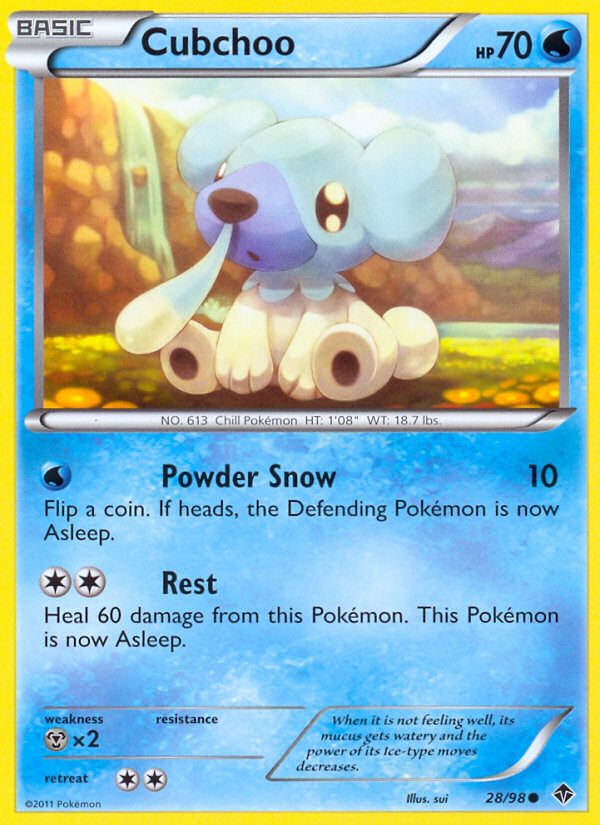 BASIC
Cubchoo
HP 70
NO. 613 Chill Pokémon HT: 1'08" WT: 18.7 lbs.
Powder Snow 10
Flip a coin. If heads, the Defending Pokémon is now
Asleep.
Rest
Heal 60 damage from this Pokémon. This Pokémon
is now Asleep.
weakness resistance
×2
When it is not feeling well, its
mucus gets watery and the
power of its Ice-type moves
decreases.
retreat
©2011 Pokémon
Illus. sui 28/98